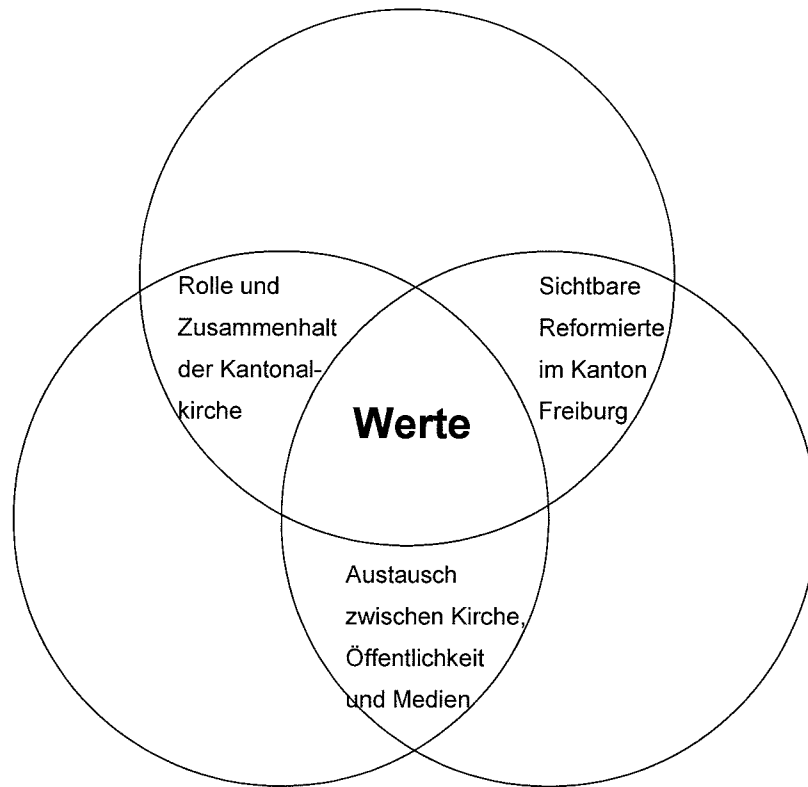 Rolle und
Zusammenhalt
der Kantonal-
kirche
Sichtbare
Reformierte
im Kanton
Freiburg
Werte
Austausch
zwischen Kirche,
Öffentlichkeit
und Medien